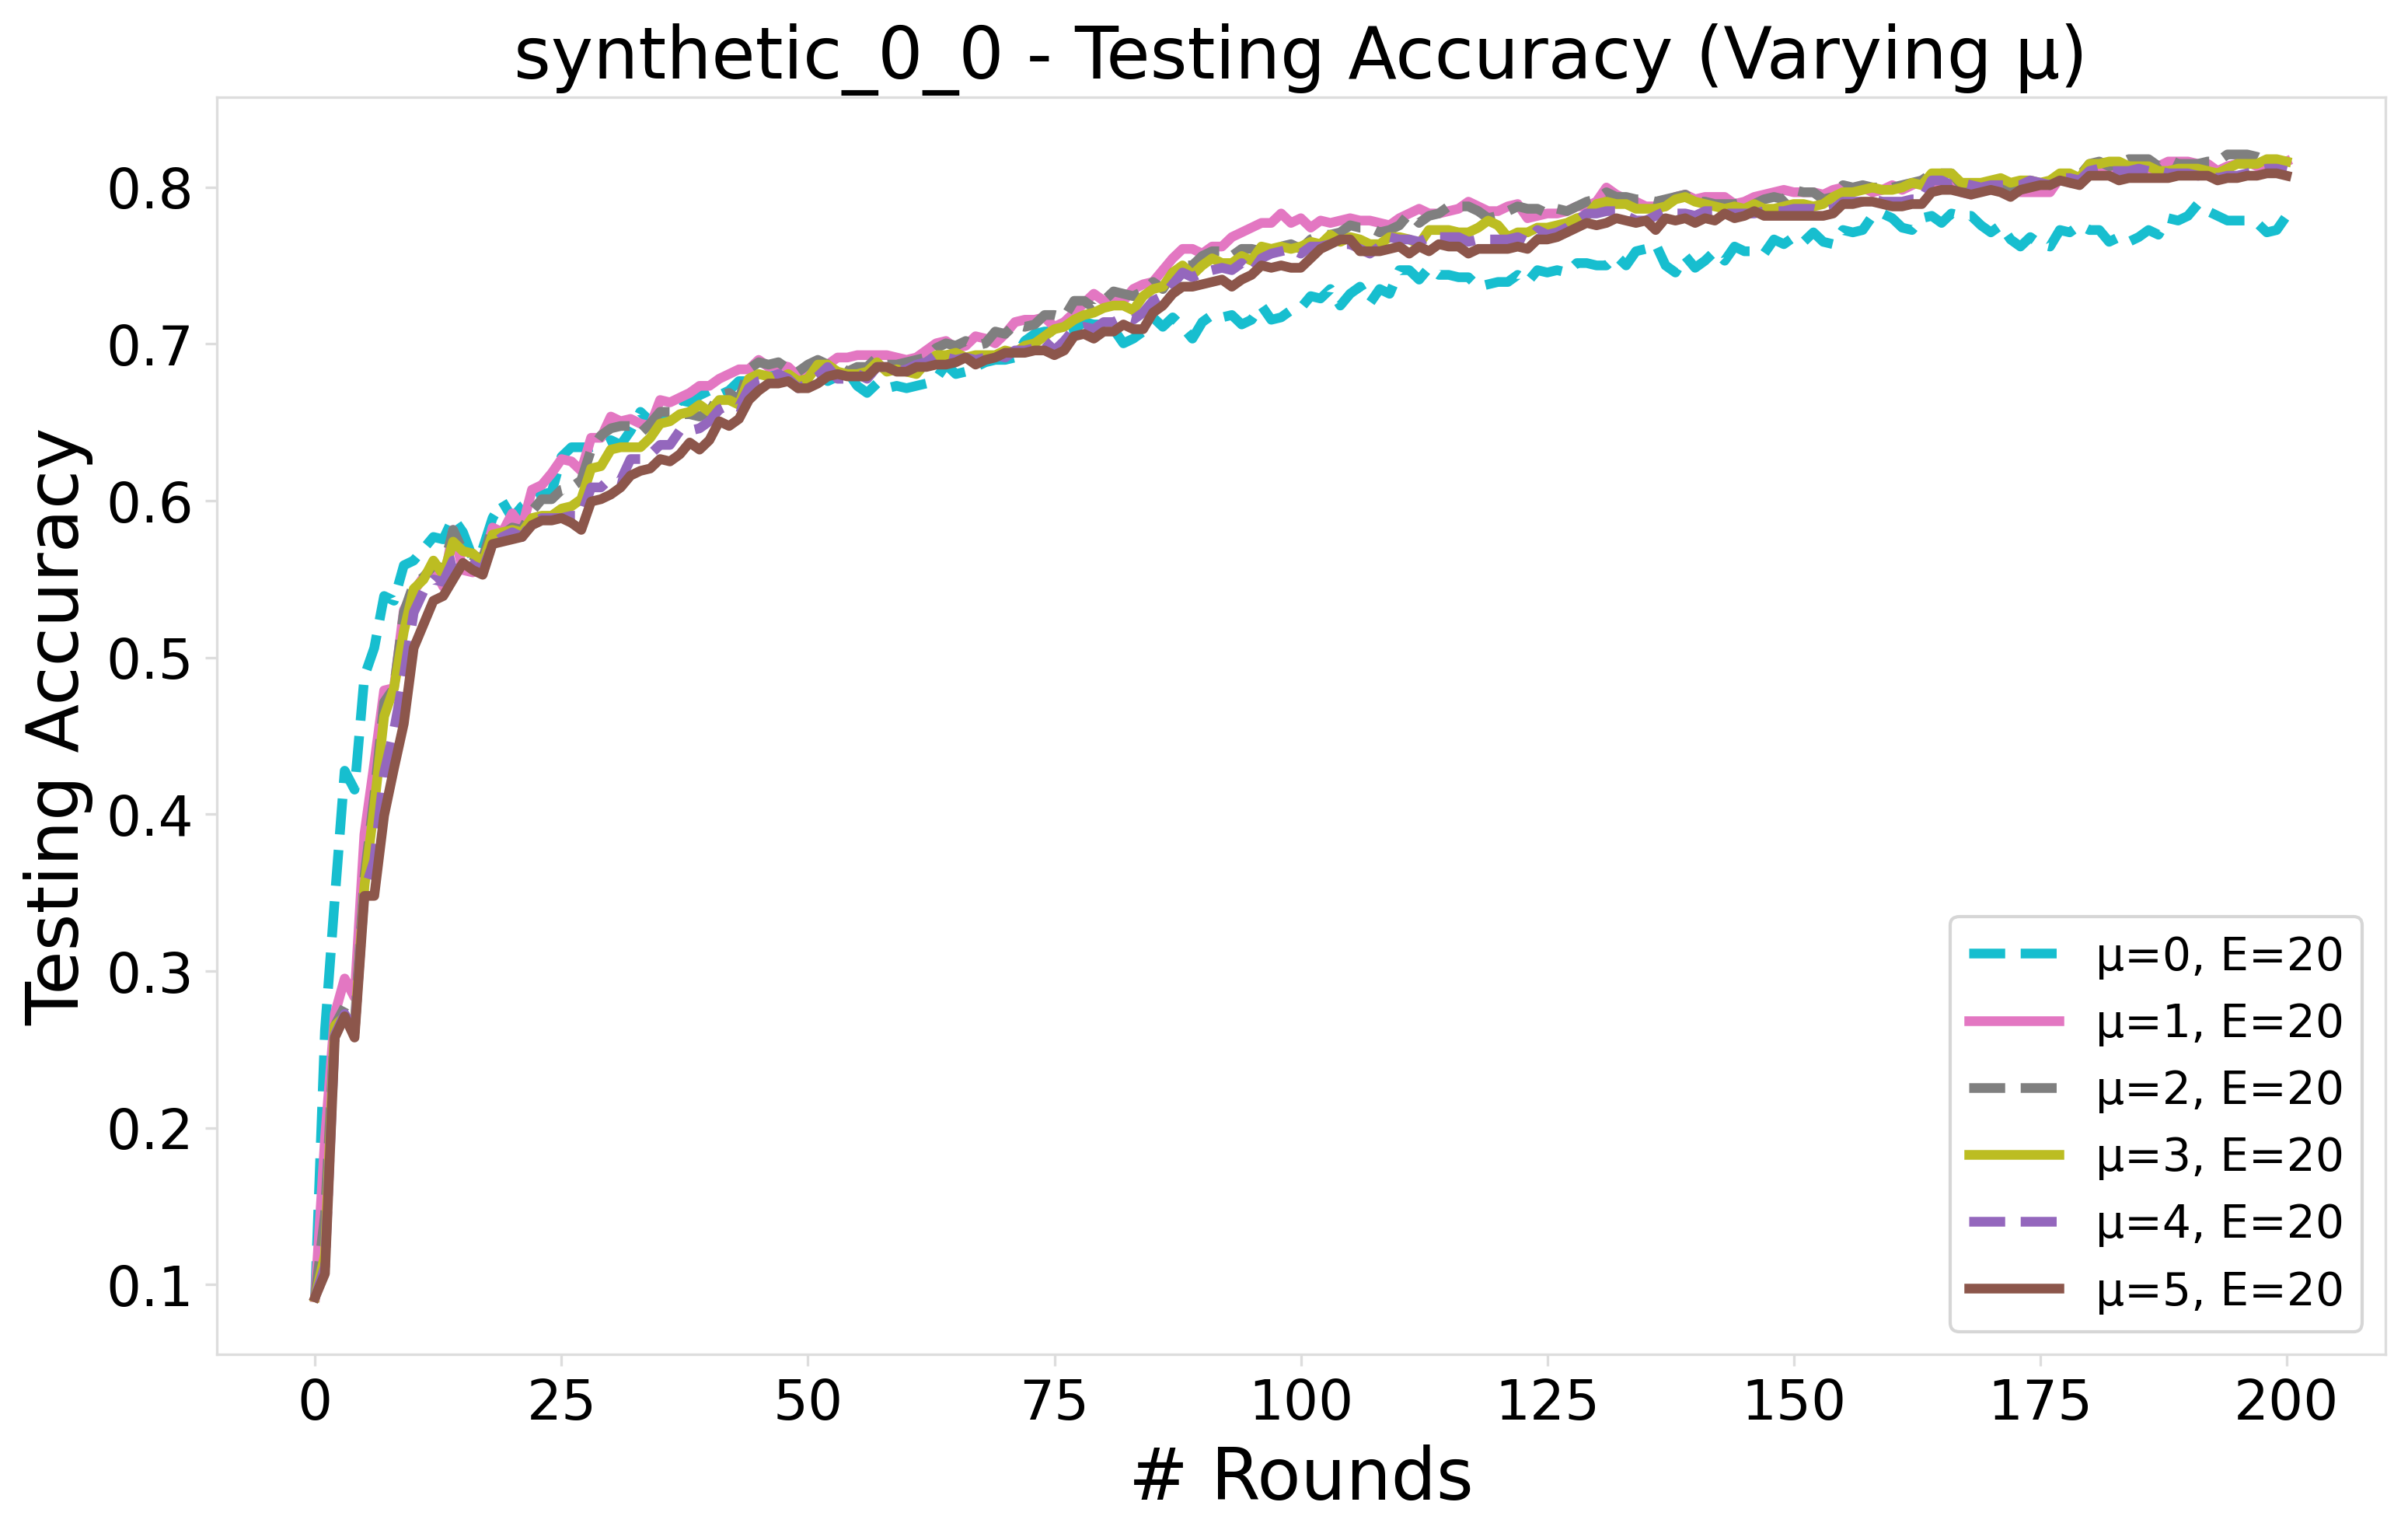 synthetic_0_0 - Testing Accuracy (Varying μ)
Testing Accuracy
0.8
0.7
0.6
0.5
0.4
0.3
0.2
0.1
μ=0, E=20
μ=1, E=20
μ=2, E=20
μ=3, E=20
μ=4, E=20
μ=5, E=20
0 25 50 75 100 125 150 175 200
# Rounds